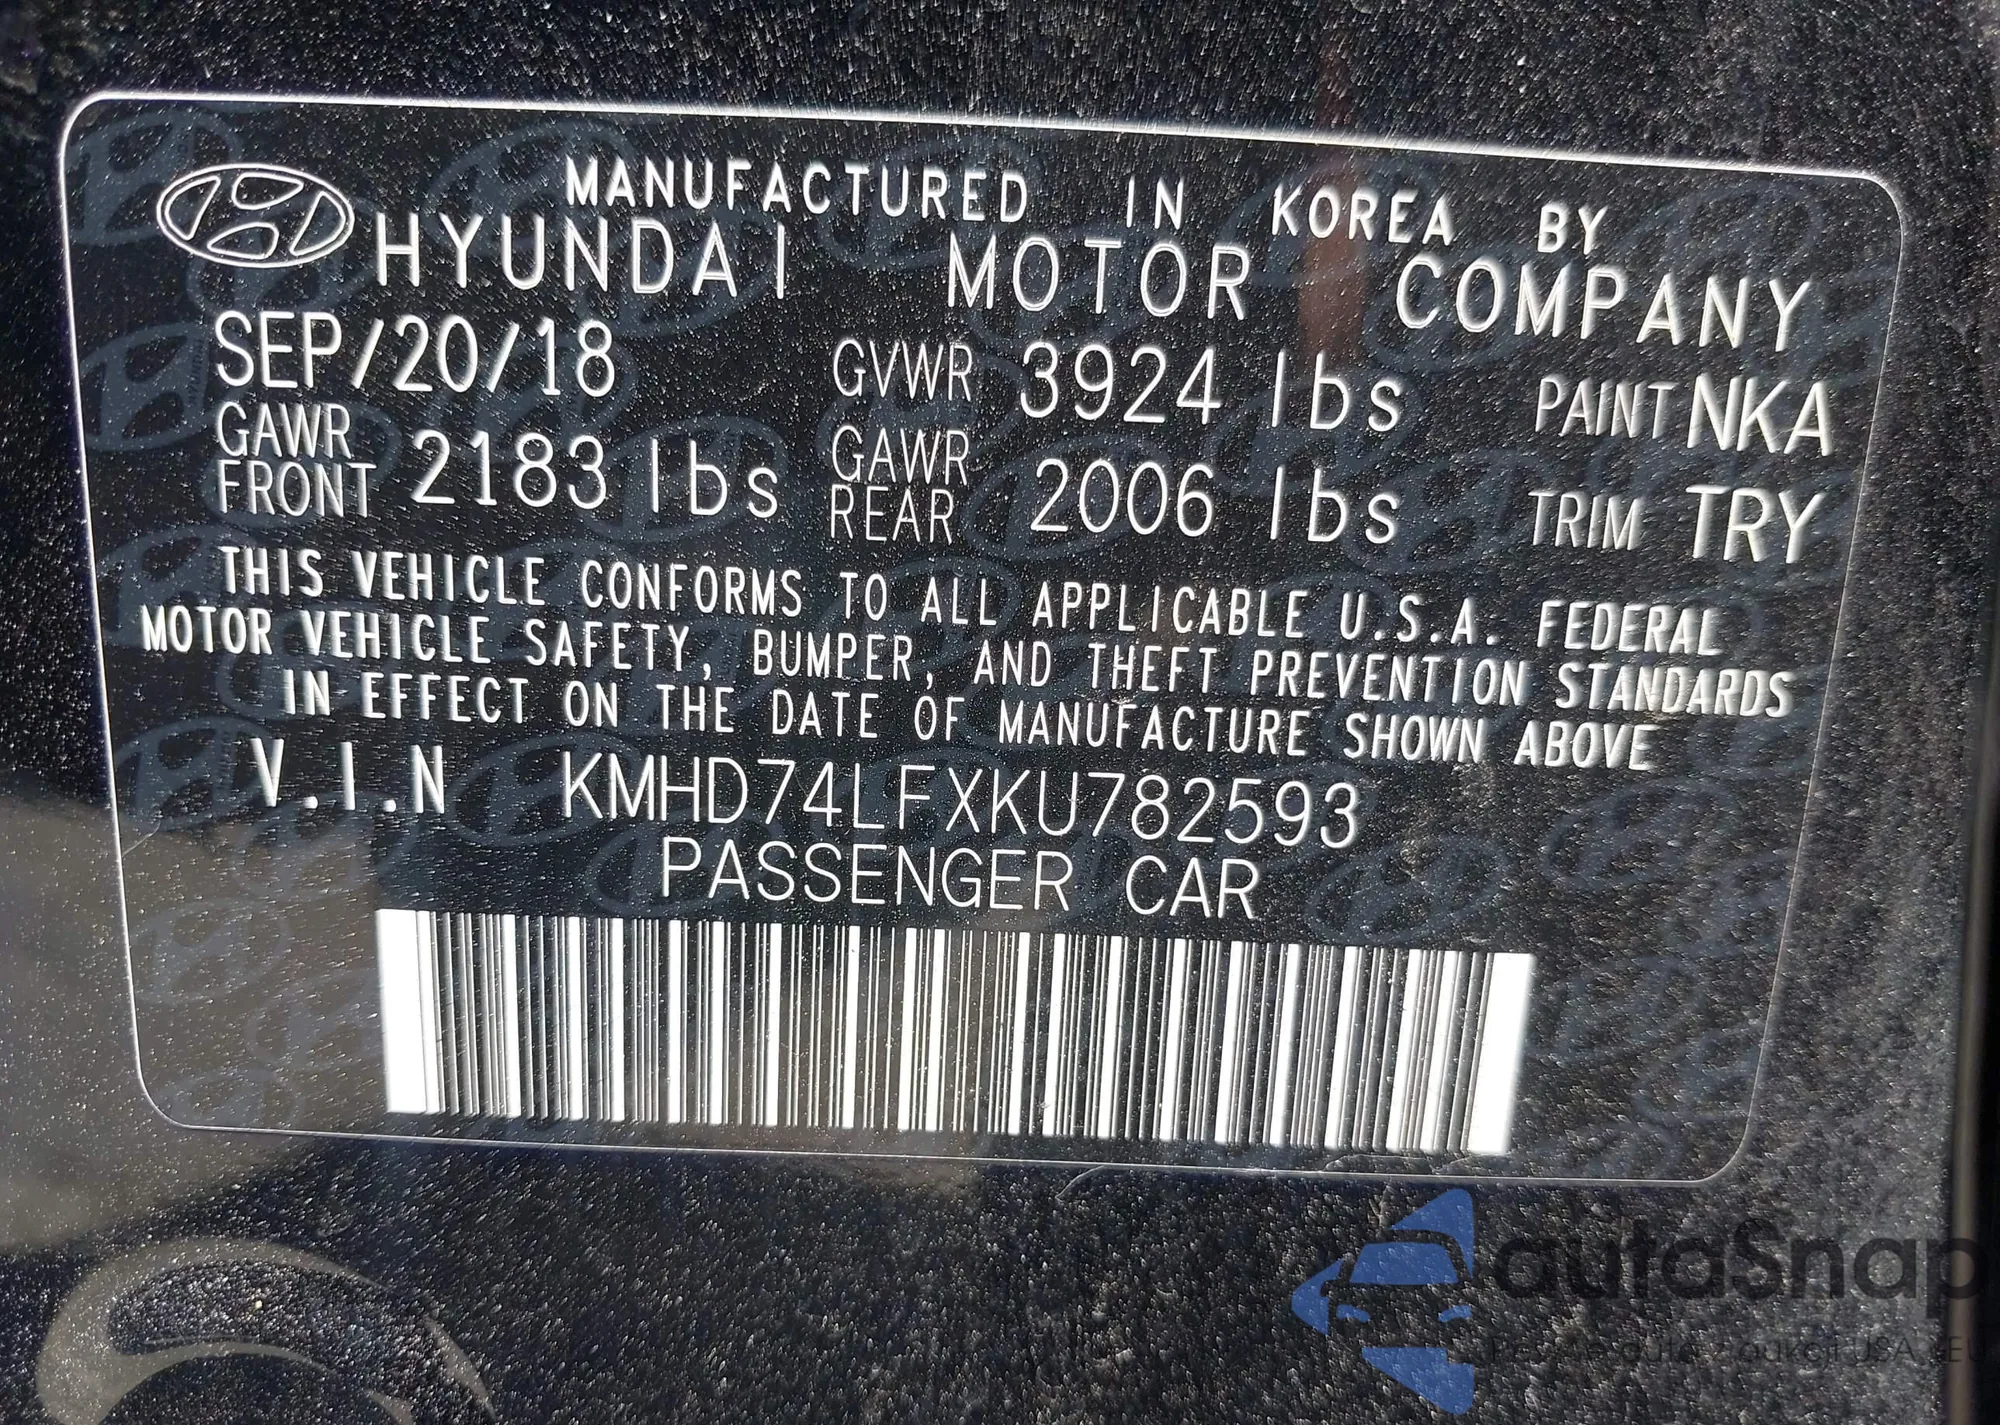 MANUFACTURED IN KOREA BY
HYUNDAI MOTOR COMPANY
SEP/20/18 GVWR 3924 lbs PAINT NKA
GAWR FRONT 2183 lbs GAWR REAR 2006 lbs TRIM TRY
THIS VEHICLE CONFORMS TO ALL APPLICABLE U.S.A. FEDERAL
MOTOR VEHICLE SAFETY, BUMPER, AND THEFT PREVENTION STANDARDS
IN EFFECT ON THE DATE OF MANUFACTURE SHOWN ABOVE
V.I.N KMHD74LFXKU782593
PASSENGER CAR
autaSnap